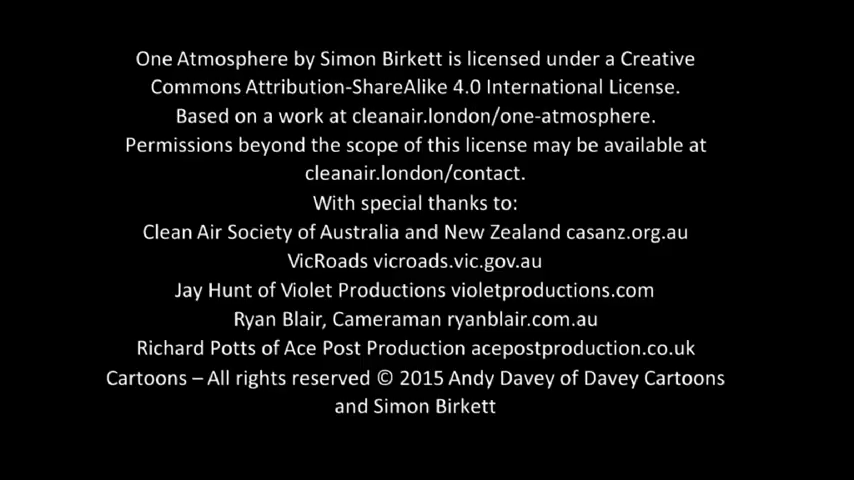 One Atmosphere by Simon Birkett is licensed under a Creative
Commons Attribution-ShareAlike 4.0 International License.
Based on a work at cleanair.london/one-atmosphere.
Permissions beyond the scope of this license may be available at
cleanair.london/contact.
With special thanks to:
Clean Air Society of Australia and New Zealand casanz.org.au
VicRoads vicroads.vic.gov.au
Jay Hunt of Violet Productions violetproductions.com
Ryan Blair, Cameraman ryanblair.com.au
Richard Potts of Ace Post Production acepostproduction.co.uk
Cartoons – All rights reserved © 2015 Andy Davey of Davey Cartoons
and Simon Birkett